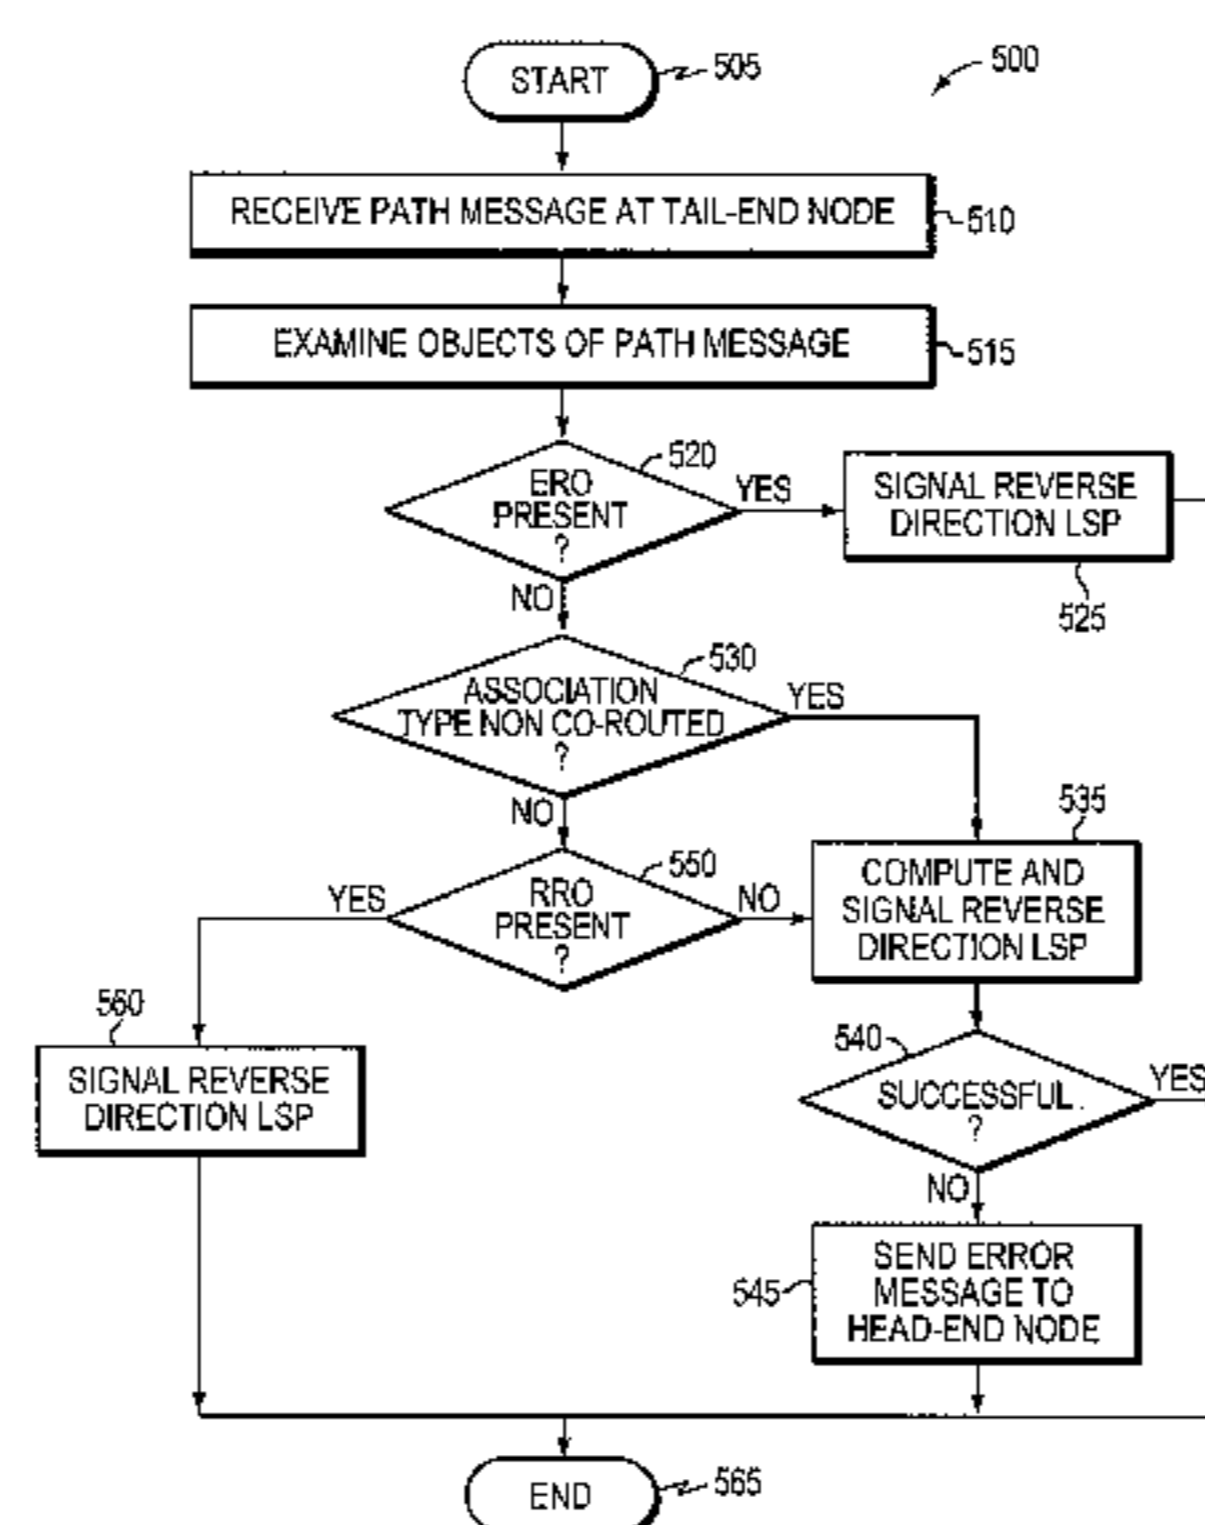 START
505
500
RECEIVE PATH MESSAGE AT TAIL-END NODE
510
EXAMINE OBJECTS OF PATH MESSAGE
515
520
ERO
PRESENT
?
YES
SIGNAL REVERSE
DIRECTION LSP
525
NO
530
ASSOCIATION
TYPE NON CO-ROUTED
?
YES
NO
535
COMPUTE AND
SIGNAL REVERSE
DIRECTION LSP
550
RRO
PRESENT
?
YES
NO
560
SIGNAL REVERSE
DIRECTION LSP
540
SUCCESSFUL
?
YES
NO
SEND ERROR
MESSAGE TO
HEAD-END NODE
545
END
565